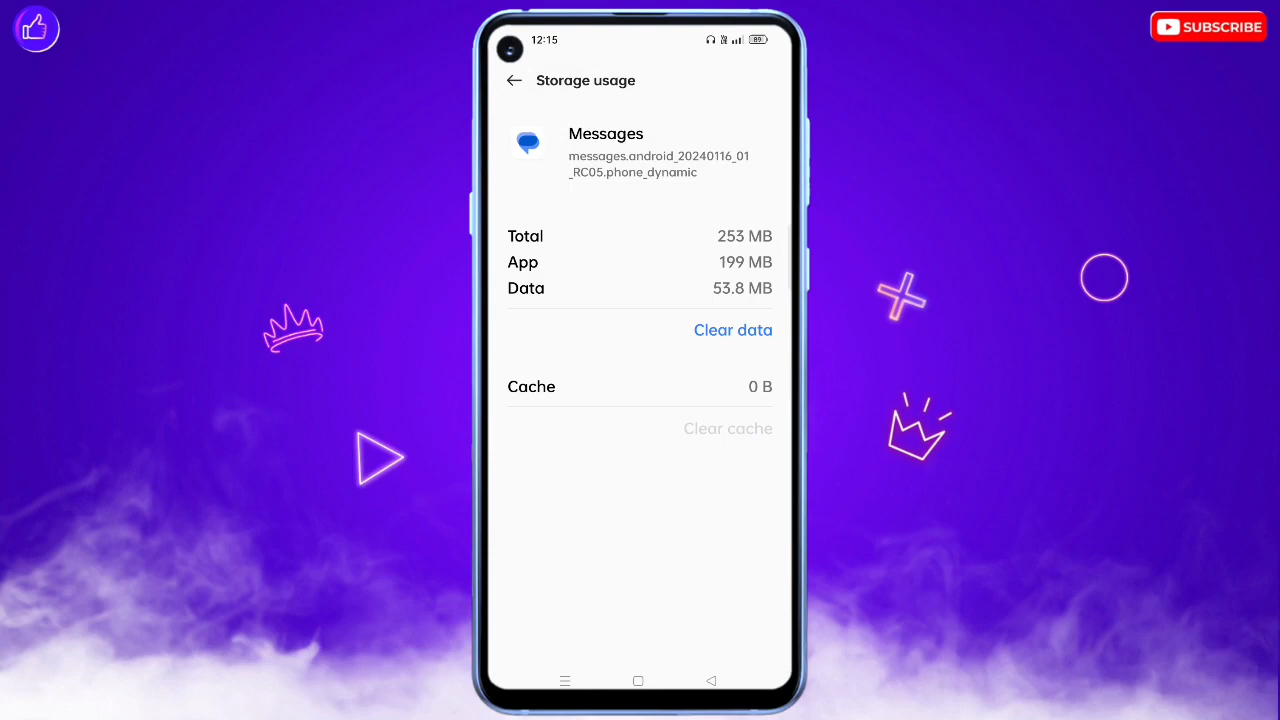 SUBSCRIBE
12:15
89
Storage usage
Messages
messages.android_20240116_01
_RC05.phone_dynamic
Total 253 MB
App 199 MB
Data 53.8 MB
Clear data
Cache 0 B
Clear cache